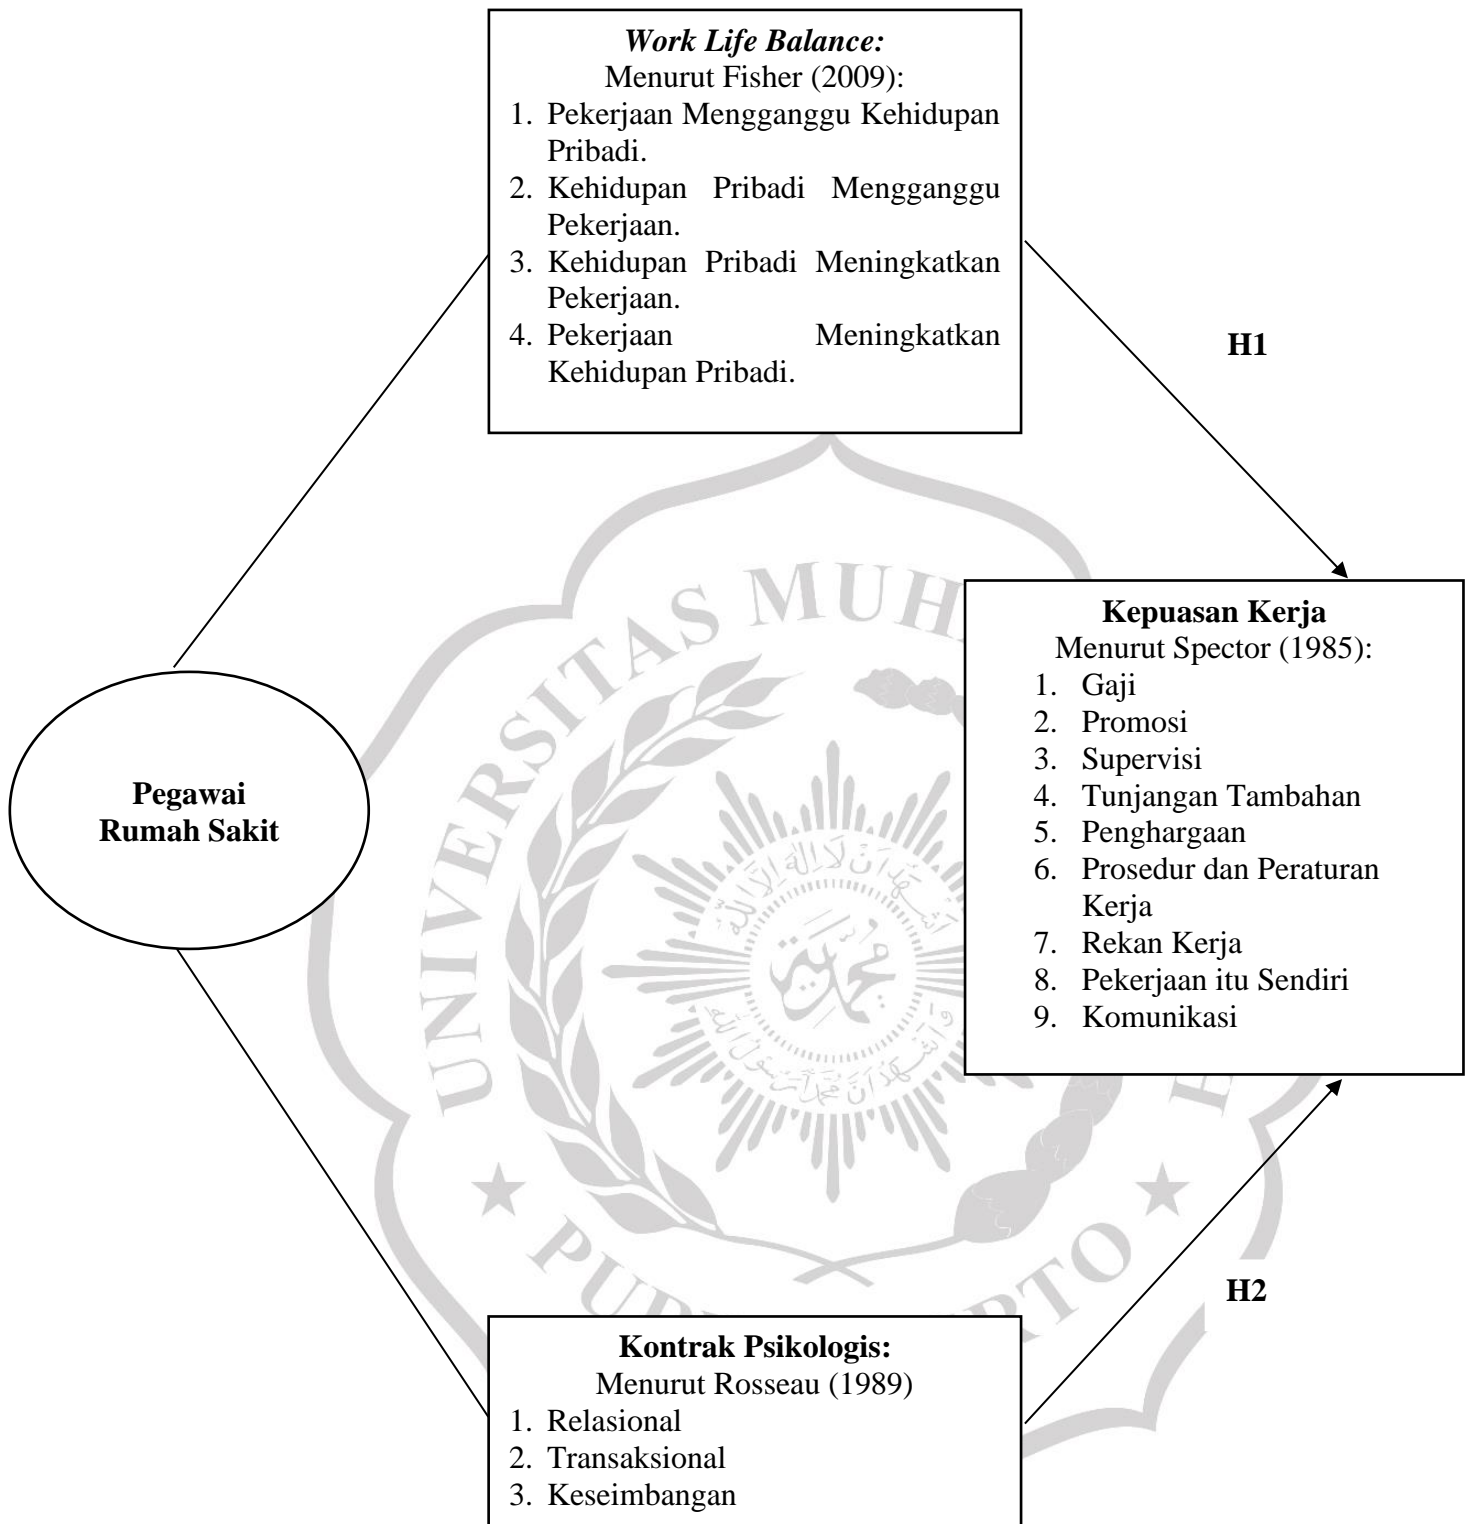 Work Life Balance:
Menurut Fisher (2009):
1. Pekerjaan Mengganggu Kehidupan
Pribadi.
2. Kehidupan Pribadi Mengganggu
Pekerjaan.
3. Kehidupan Pribadi Meningkatkan
Pekerjaan.
4. Pekerjaan Meningkatkan
Kehidupan Pribadi.
H1
Kepuasan Kerja
Menurut Spector (1985):
1. Gaji
2. Promosi
3. Supervisi
4. Tunjangan Tambahan
5. Penghargaan
6. Prosedur dan Peraturan
Kerja
7. Rekan Kerja
8. Pekerjaan itu Sendiri
9. Komunikasi
Pegawai
Rumah Sakit
H2
Kontrak Psikologis:
Menurut Rosseau (1989)
1. Relasional
2. Transaksional
3. Keseimbangan
UNIVERSITAS MUH